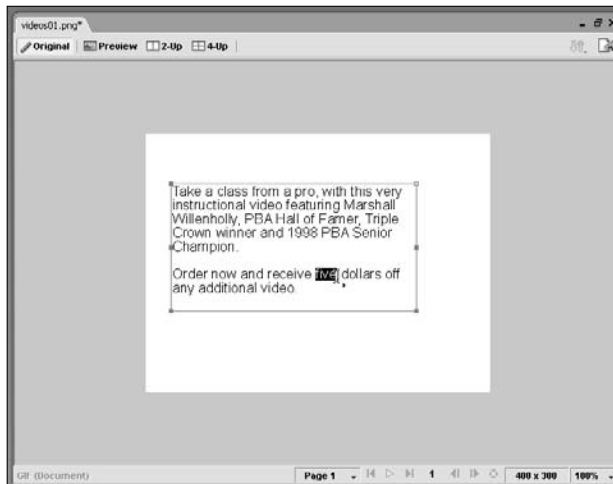 videos01.png*
Original Preview 2-Up 4-Up
Take a class from a pro, with this very
instructional video featuring Marshall
Willenholly, PBA Hall of Famer, Triple
Crown winner and 1998 PBA Senior
Champion.
Order now and receive five dollars off
any additional video.
GIF (Document) Page 1 1 400 x 300 100%